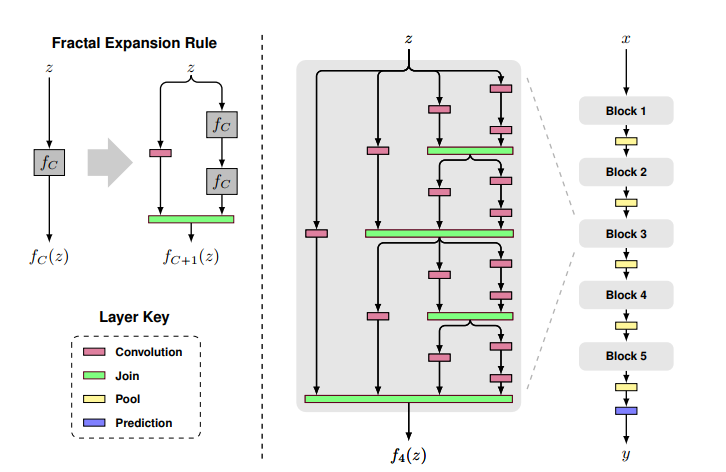 Fractal Expansion Rule
z
f_C
f_C(z)
z
f_C
f_C
f_{C+1}(z)
Layer Key
Convolution
Join
Pool
Prediction
z
f_4(z)
x
Block 1
Block 2
Block 3
Block 4
Block 5
y